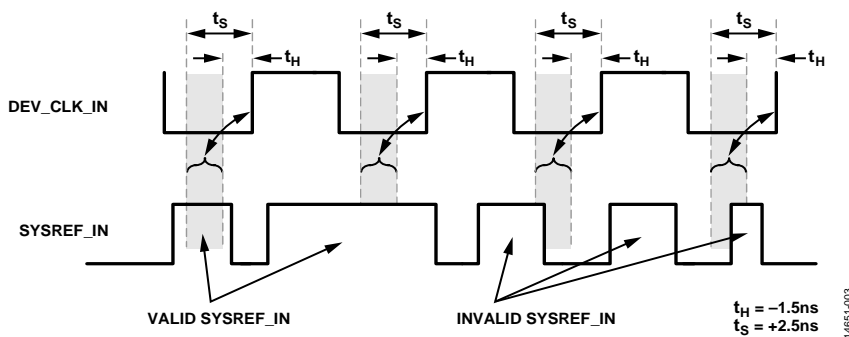 tS tS tS tS
tH tH tH tH
DEV_CLK_IN
SYSREF_IN
VALID SYSREF_IN INVALID SYSREF_IN
tH = –1.5ns
tS = +2.5ns
14651-003